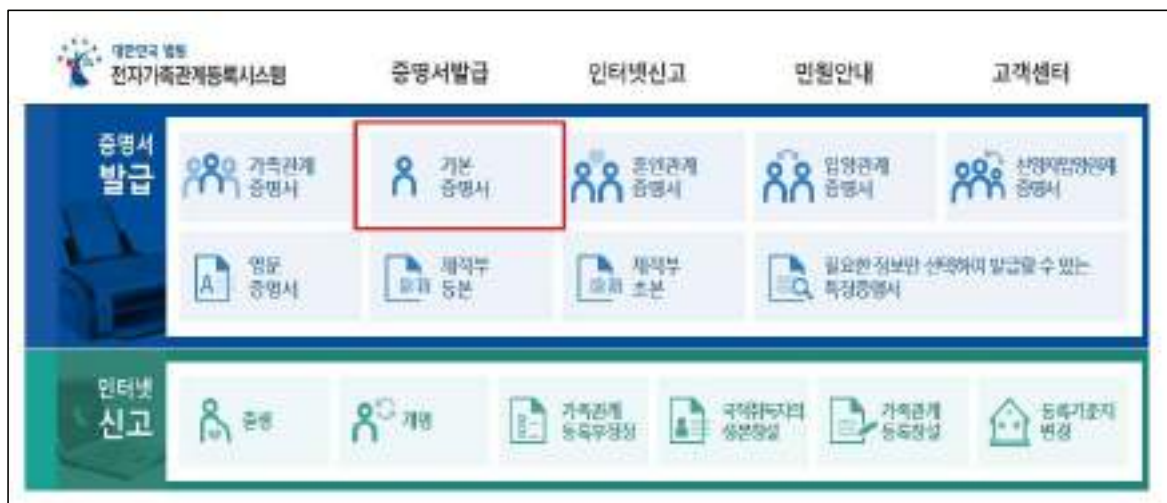 대한민국 법원
전자가족관계등록시스템
증명서발급
인터넷신고
민원안내
고객센터
증명서
발급
가족관계
증명서
기본
증명서
혼인관계
증명서
입양관계
증명서
친양자입양관계
증명서
영문
증명서
제적부
등본
제적부
초본
필요한 정보만 선택하여 발급할 수 있는
특정증명서
인터넷
신고
출생
개명
가족관계
등록부정정
국적취득자의
성본창설
가족관계
등록창설
등록기준지
변경